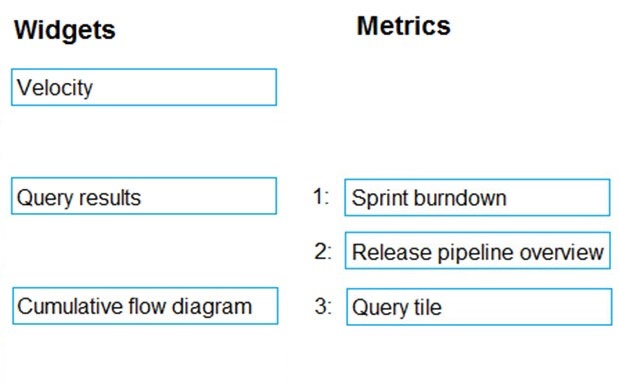 Widgets
Metrics
Velocity
Query results
1: Sprint burndown
2: Release pipeline overview
Cumulative flow diagram
3: Query tile